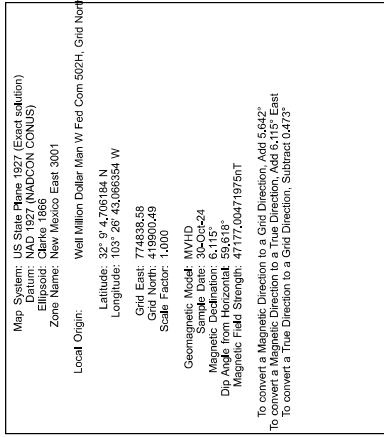 Map System: US State Plane 1927 (Exact solution)
Datum: NAD 1927 (NADCON CONUS)
Ellipsoid: Clarke 1866
Zone Name: New Mexico East 3001
Local Origin: Well Million Dollar Man W Fed Com 502H, Grid North
Latitude: 32° 9' 4.706184 N
Longitude: 103° 26' 43.066354 W
Grid East: 774838.58
Grid North: 419900.49
Scale Factor: 1.000
Geomagnetic Model: MVHD
Sample Date: 30-Oct-24
Magnetic Declination: 6.115°
Dip Angle from Horizontal: 59.618°
Magnetic Field Strength: 47177.00471975nT
To convert a Magnetic Direction to a Grid Direction, Add 5.642°
To convert a Magnetic Direction to a True Direction, Add 6.115° East
To convert a True Direction to a Grid Direction, Subtract 0.473°